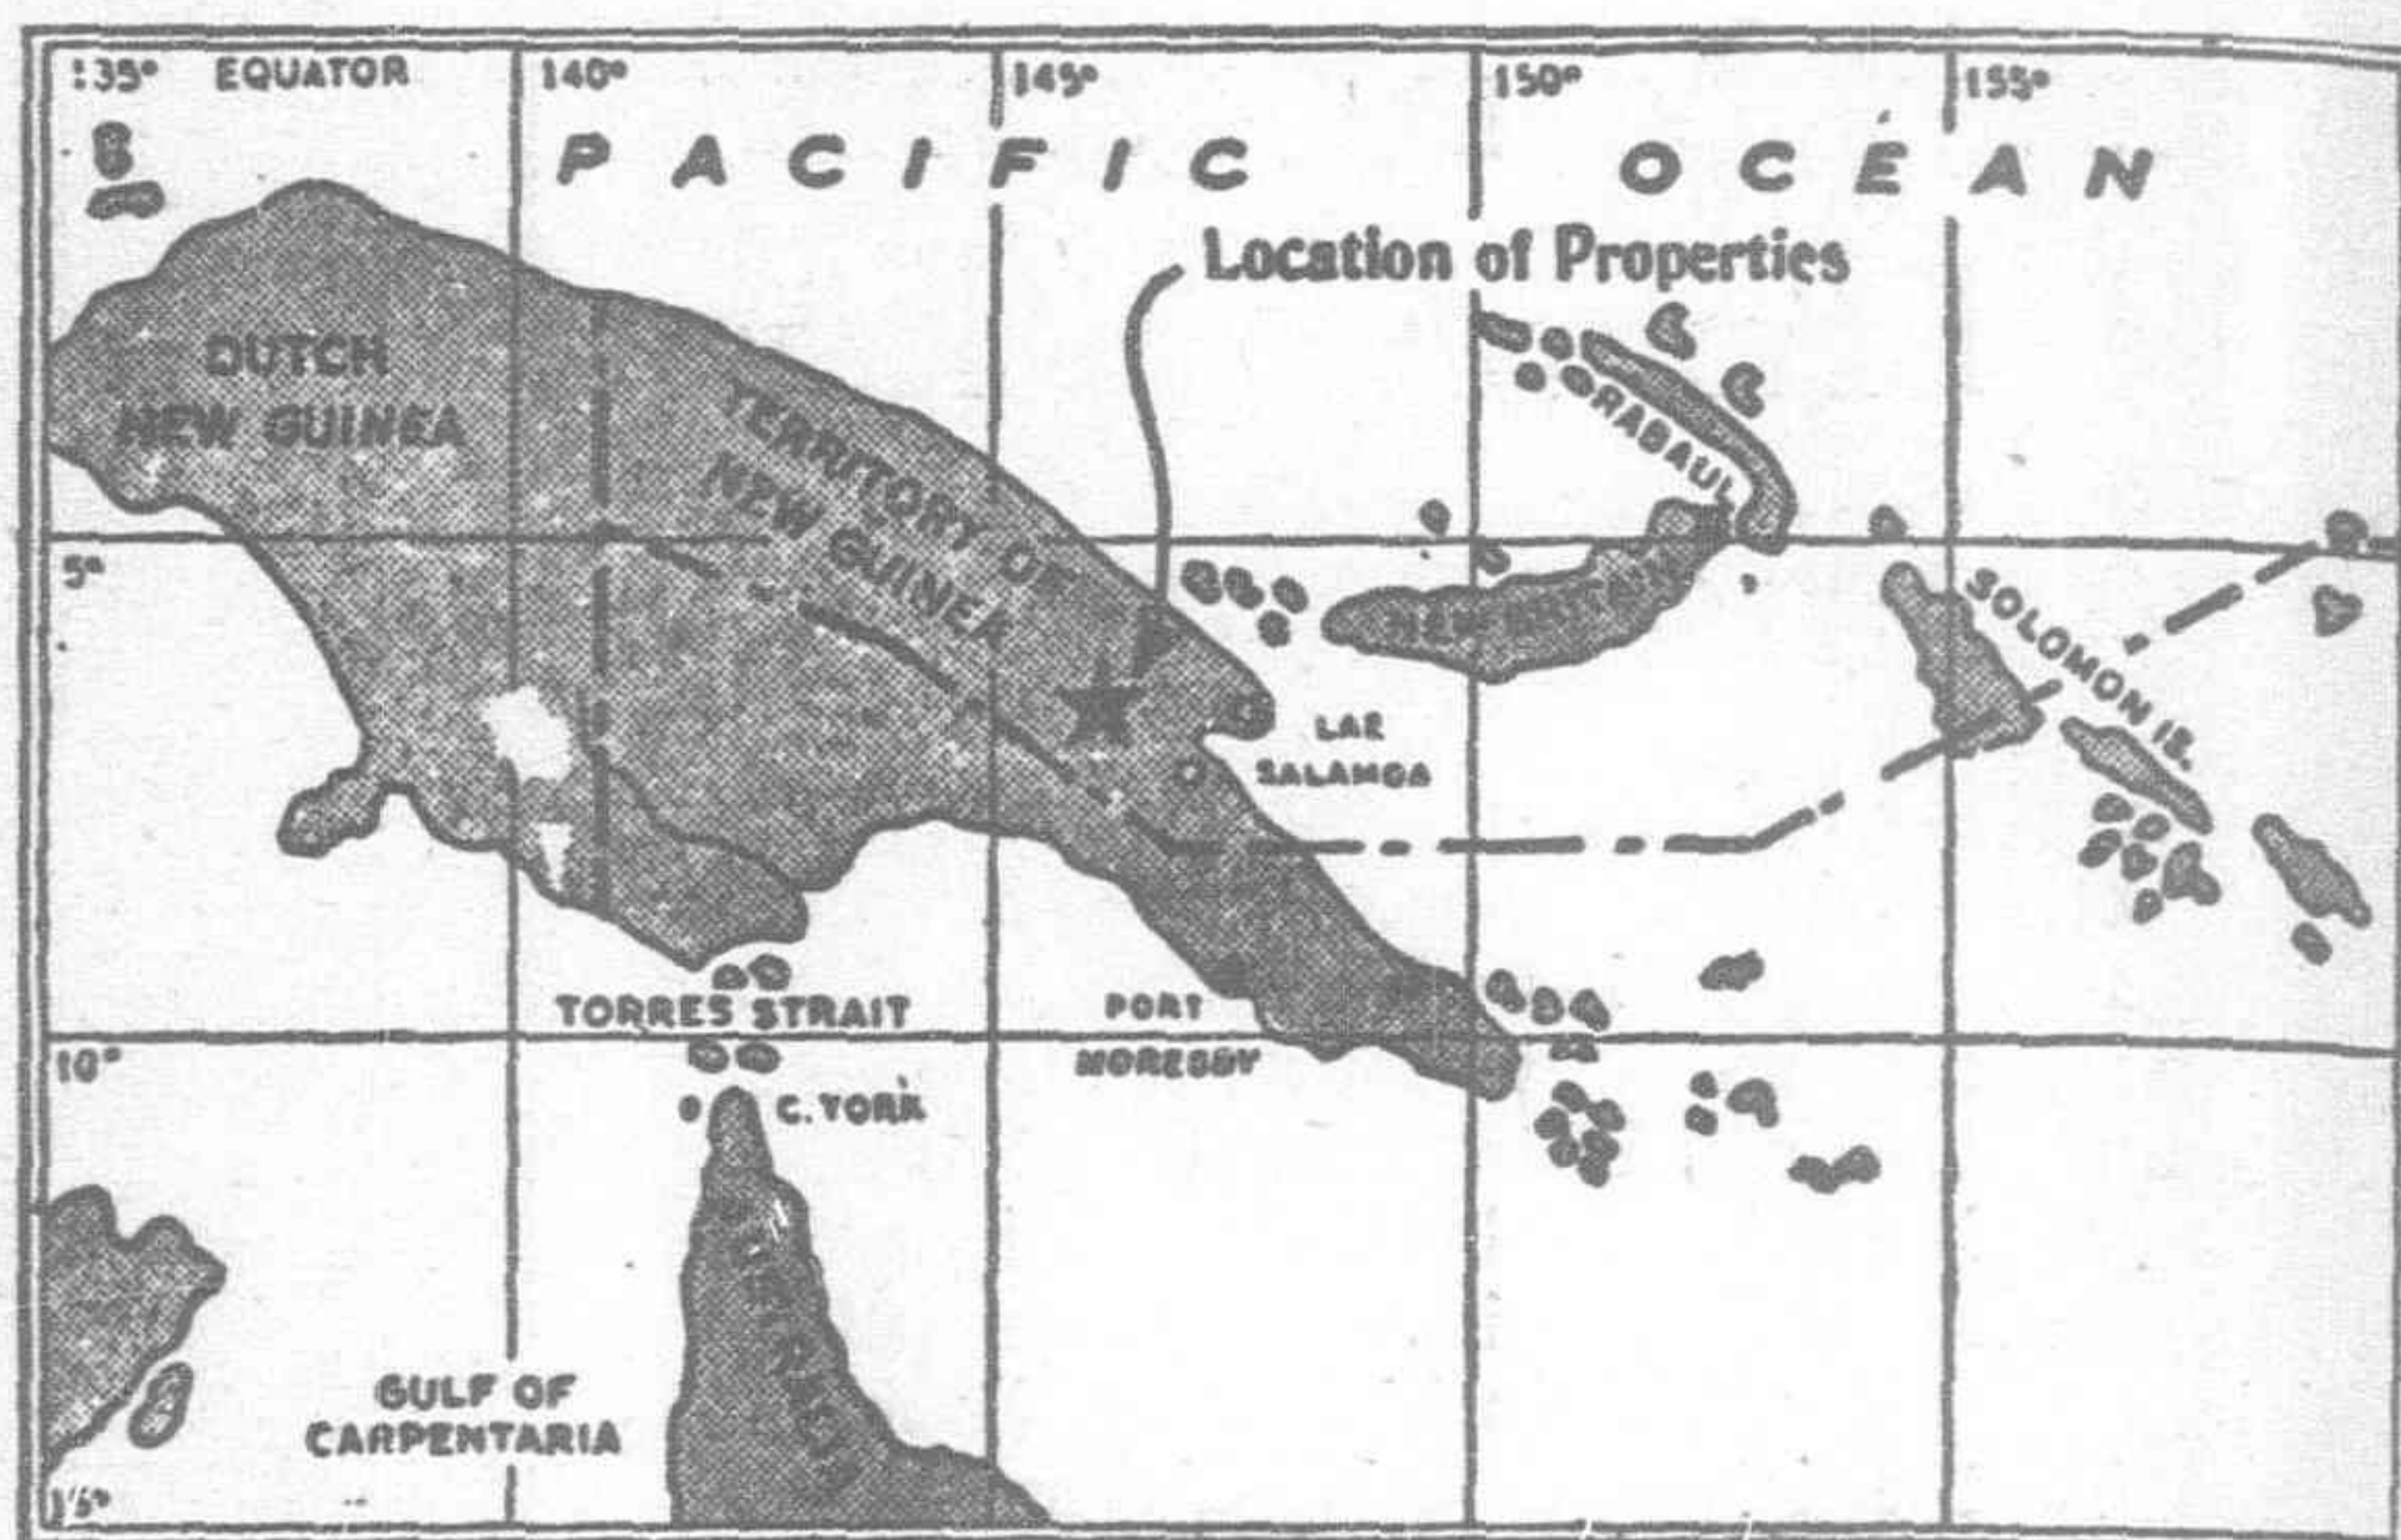 135° EQUATOR 140° 145° 150° 155°
PACIFIC OCÉAN
Location of Properties
DUTCH
NEW GUINEA
TERRITORY OF
NEW GUINEA
RABAUL
5°
NEW
SOLOMON IS.
LAE
SALAMOA
TORRES STRAIT
PORT
MORESBY
10°
C. YORK
GULF OF
CARPENTARIA
15°